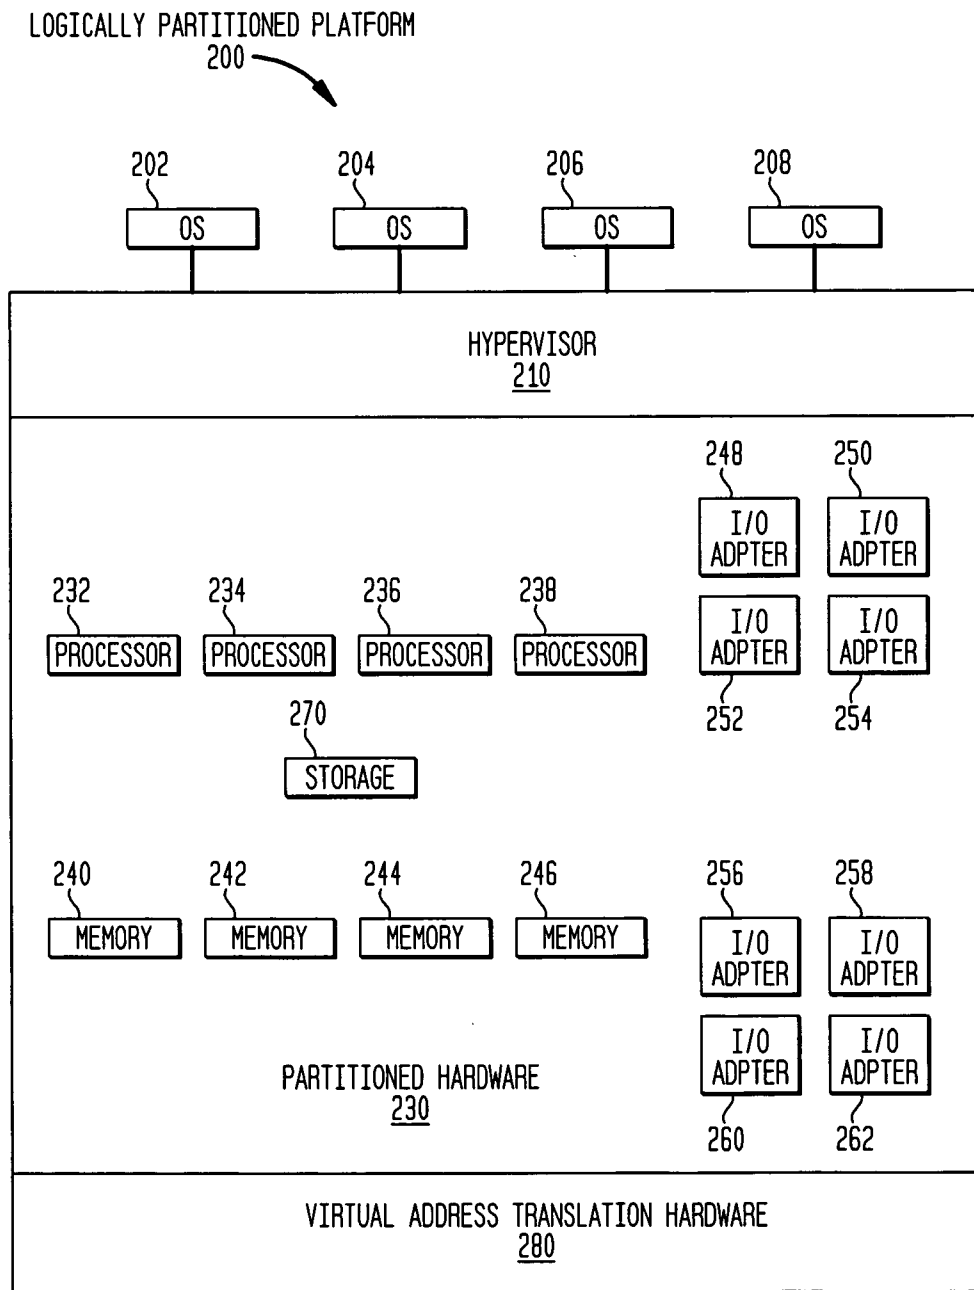 LOGICALLY PARTITIONED PLATFORM
200
202 204 206 208
OS OS OS OS
HYPERVISOR
210
248 250
I/O ADPTER I/O ADPTER
232 234 236 238
PROCESSOR PROCESSOR PROCESSOR PROCESSOR
I/O ADPTER I/O ADPTER
252 254
270
STORAGE
240 242 244 246 256 258
MEMORY MEMORY MEMORY MEMORY
I/O ADPTER I/O ADPTER
I/O ADPTER I/O ADPTER
PARTITIONED HARDWARE
230
260 262
VIRTUAL ADDRESS TRANSLATION HARDWARE
280